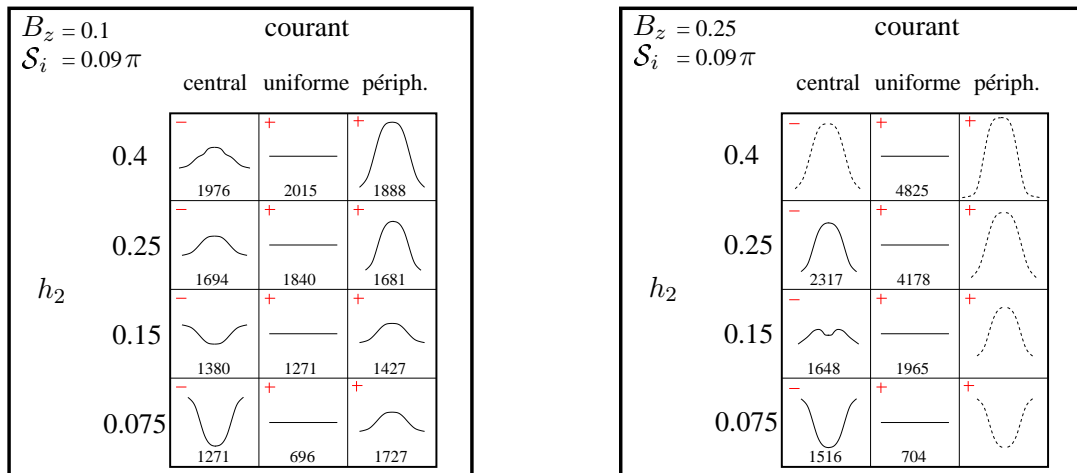 B_z = 0.1 courant
S_i = 0.09 π
central uniforme périph.
− + +
0.4
1976 2015 1888
− + +
0.25
1694 1840 1681
h_2
− + +
0.15
1380 1271 1427
− + +
0.075
1271 696 1727
B_z = 0.25 courant
S_i = 0.09 π
central uniforme périph.
− + +
0.4
4825
− + +
0.25
2317 4178
h_2
− + +
0.15
1648 1965
− + +
0.075
1516 704